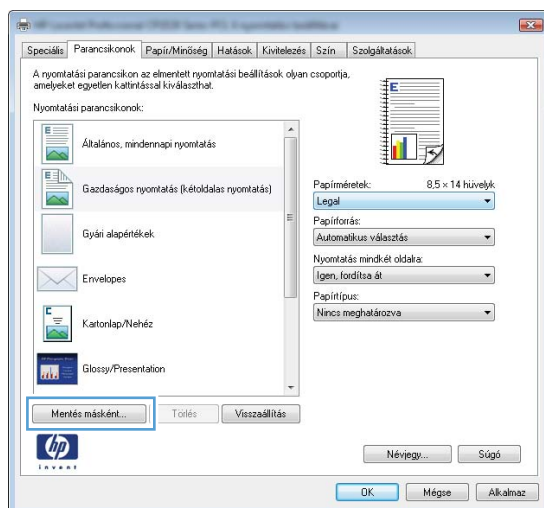 Speciális Parancsikonok Papír/Minőség Hatások Kivitelezés Szín Szolgáltatások
A nyomtatási parancsikon az elmentett nyomtatási beállítások olyan csoportja,
amelyeket egyetlen kattintással kiválaszthat.
Nyomtatási parancsikonok:
E
Általános, mindennapi nyomtatás
E
Gazdaságos nyomtatás (kétoldalas nyomtatás)
Gyári alapértékek
Envelopes
Kartonlap/Nehéz
Glossy/Presentation
Mentés másként... Törlés Visszaállítás
E
Papírméretek: 8,5 × 14 hüvelyk
Legal
Papírforrás:
Automatikus választás
Nyomtatás mindkét oldalra:
Igen, fordítsa át
Papírtípus:
Nincs meghatározva
hp
invent
Névjegy... Súgó
OK Mégse Alkalmaz